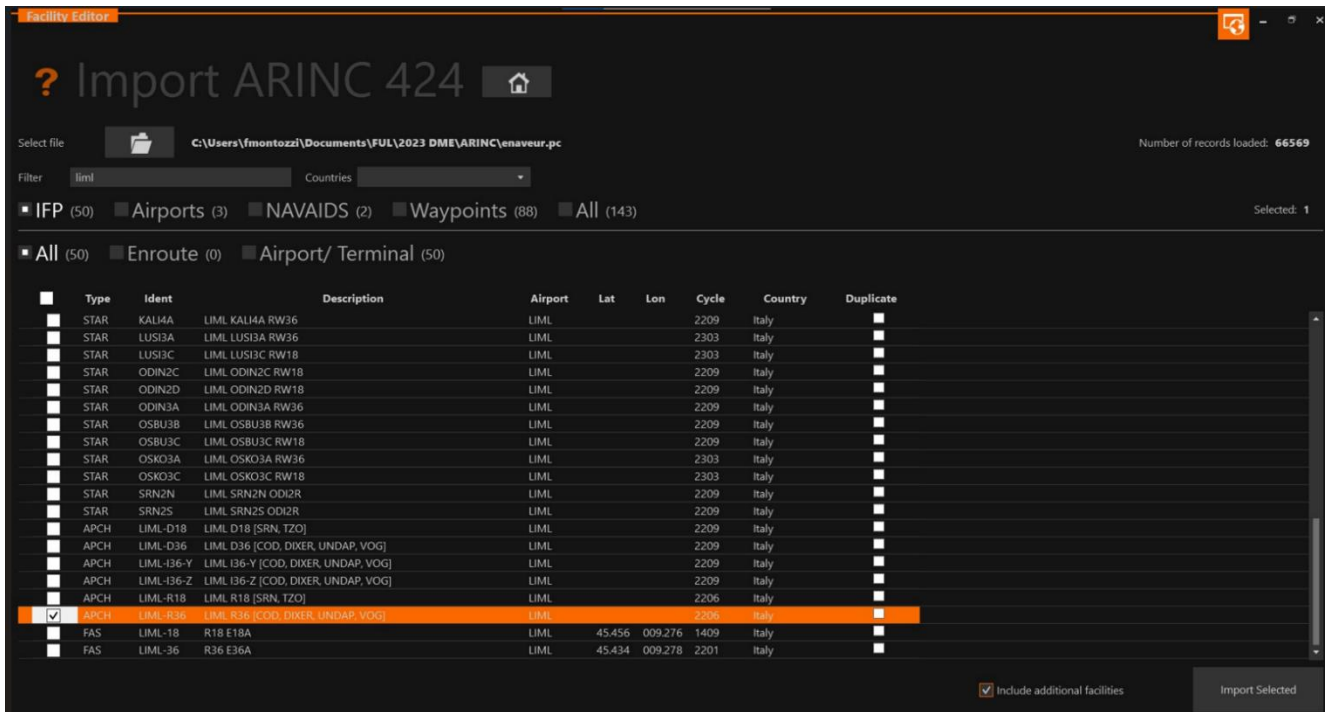 Facility Editor
? Import ARINC 424
Select file C:\Users\fmontozzi\Documents\FUL\2023 DME\ARINC\enaveur.pc Number of records loaded: 66569
Filter liml Countries
IFP (50) Airports (3) NAVAIDS (2) Waypoints (88) All (143) Selected: 1
All (50) Enroute (0) Airport/ Terminal (50)
Type Ident Description Airport Lat Lon Cycle Country Duplicate
STAR KALI4A LIML KALI4A RW36 LIML 2209 Italy
STAR LUSI3A LIML LUSI3A RW36 LIML 2303 Italy
STAR LUSI3C LIML LUSI3C RW18 LIML 2303 Italy
STAR ODIN2C LIML ODIN2C RW18 LIML 2209 Italy
STAR ODIN2D LIML ODIN2D RW18 LIML 2209 Italy
STAR ODIN3A LIML ODIN3A RW36 LIML 2209 Italy
STAR OSBU3B LIML OSBU3B RW36 LIML 2209 Italy
STAR OSBU3C LIML OSBU3C RW18 LIML 2209 Italy
STAR OSKO3A LIML OSKO3A RW36 LIML 2303 Italy
STAR OSKO3C LIML OSKO3C RW18 LIML 2303 Italy
STAR SRN2N LIML SRN2N ODI2R LIML 2209 Italy
STAR SRN2S LIML SRN2S ODI2R LIML 2209 Italy
APCH LIML-D18 LIML D18 [SRN, TZO] LIML 2209 Italy
APCH LIML-D36 LIML D36 [COD, DIXER, UNDAP, VOG] LIML 2209 Italy
APCH LIML-I36-Y LIML I36-Y [COD, DIXER, UNDAP, VOG] LIML 2209 Italy
APCH LIML-I36-Z LIML I36-Z [COD, DIXER, UNDAP, VOG] LIML 2209 Italy
APCH LIML-R18 LIML R18 [SRN, TZO] LIML 2206 Italy
APCH LIML-R36 LIML R36 [COD, DIXER, UNDAP, VOG] LIML 2206 Italy
FAS LIML-18 R18 E18A LIML 45.456 009.276 1409 Italy
FAS LIML-36 R36 E36A LIML 45.434 009.278 2201 Italy
Include additional facilities Import Selected